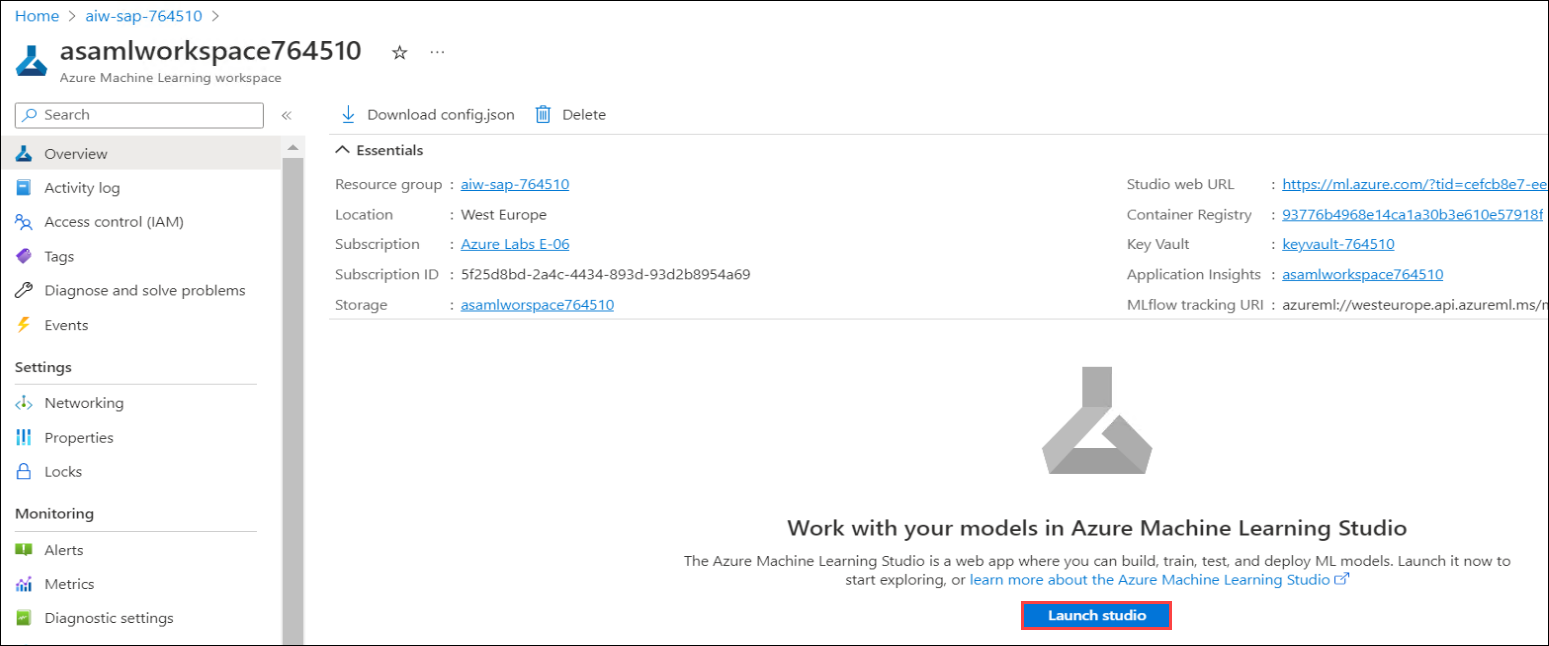 Home > aiw-sap-764510 >
asamlworkspace764510 ☆ ...
Azure Machine Learning workspace
Search «
Overview
Activity log
Access control (IAM)
Tags
Diagnose and solve problems
Events
Settings
Networking
Properties
Locks
Monitoring
Alerts
Metrics
Diagnostic settings
Download config.json Delete
Essentials
Resource group : aiw-sap-764510
Location : West Europe
Subscription : Azure Labs E-06
Subscription ID : 5f25d8bd-2a4c-4434-893d-93d2b8954a69
Storage : asamlworspace764510
Studio web URL : https://ml.azure.com/?tid=cefcb8e7-ee
Container Registry : 93776b4968e14ca1a30b3e610e57918f
Key Vault : keyvault-764510
Application Insights : asamlworkspace764510
MLflow tracking URI : azureml://westeurope.api.azureml.ms/m
Work with your models in Azure Machine Learning Studio
The Azure Machine Learning Studio is a web app where you can build, train, test, and deploy ML models. Launch it now to
start exploring, or learn more about the Azure Machine Learning Studio
Launch studio